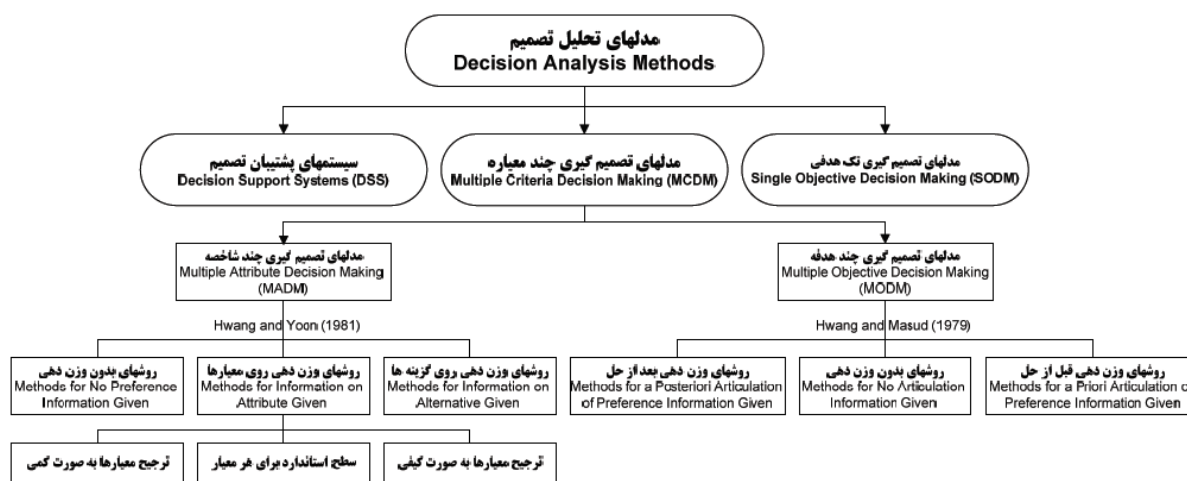 مدلهای تحلیل تصمیم
Decision Analysis Methods
سیستمهای پشتیبان تصمیم
Decision Support Systems (DSS)
مدلهای تصمیم گیری چند معیاره
Multiple Criteria Decision Making (MCDM)
مدلهای تصمیم گیری تک هدفی
Single Objective Decision Making (SODM)
مدلهای تصمیم گیری چند شاخصه
Multiple Attribute Decision Making
(MADM)
مدلهای تصمیم گیری چند هدفه
Multiple Objective Decision Making
(MODM)
Hwang and Yoon (1981)
Hwang and Masud (1979)
روشهای بدون وزن دهی
Methods for No Preference
Information Given
روشهای وزن دهی روی معیارها
Methods for Information on
Attribute Given
روشهای وزن دهی روی گزینه ها
Methods for Information on
Alternative Given
روشهای وزن دهی بعد از حل
Methods for a Posteriori Articulation
of Preference Information Given
روشهای بدون وزن دهی
Methods for No Articulation
Information Given
روشهای وزن دهی قبل از حل
Methods for a Priori Articulation o
Preference Information Given
ترجیح معیارها به صورت کمی
سطح استاندارد برای هر معیار
ترجیح معیارها به صورت کیفی